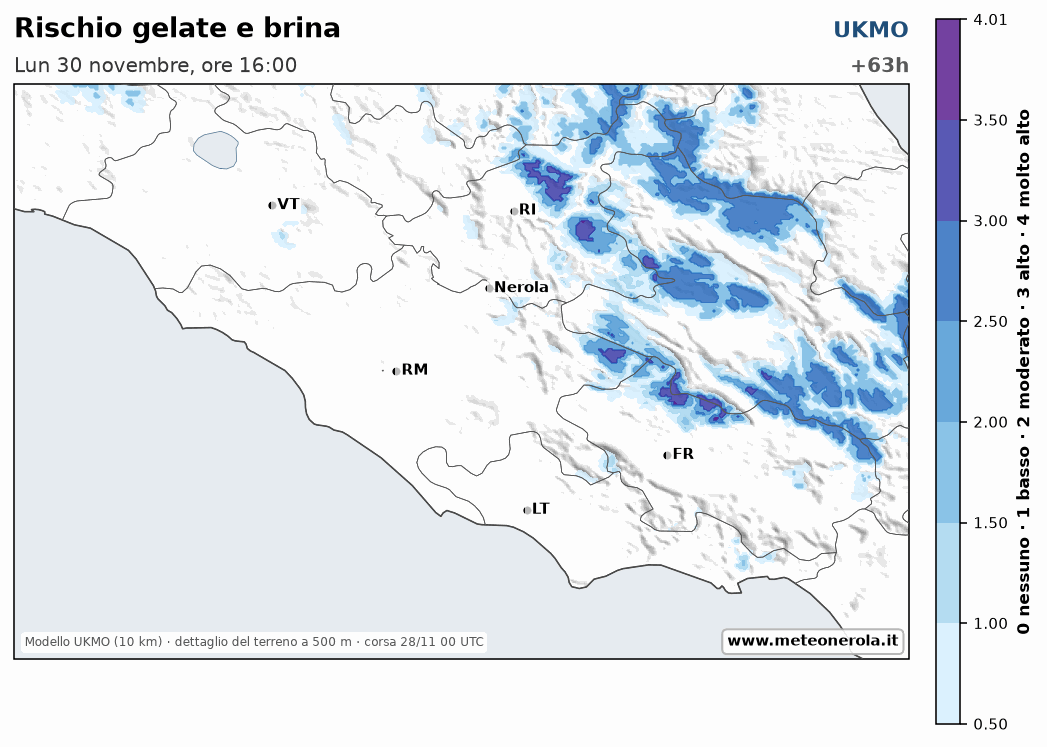 Rischio gelate e brina
UKMO
Lun 30 novembre, ore 16:00
+63h
4.01
3.50
3.00
2.50
2.00
1.50
1.00
0.50
0 nessuno · 1 basso · 2 moderato · 3 alto · 4 molto alto
VT
RI
Nerola
RM
FR
LT
Modello UKMO (10 km) · dettaglio del terreno a 500 m · corsa 28/11 00 UTC
www.meteonerola.it